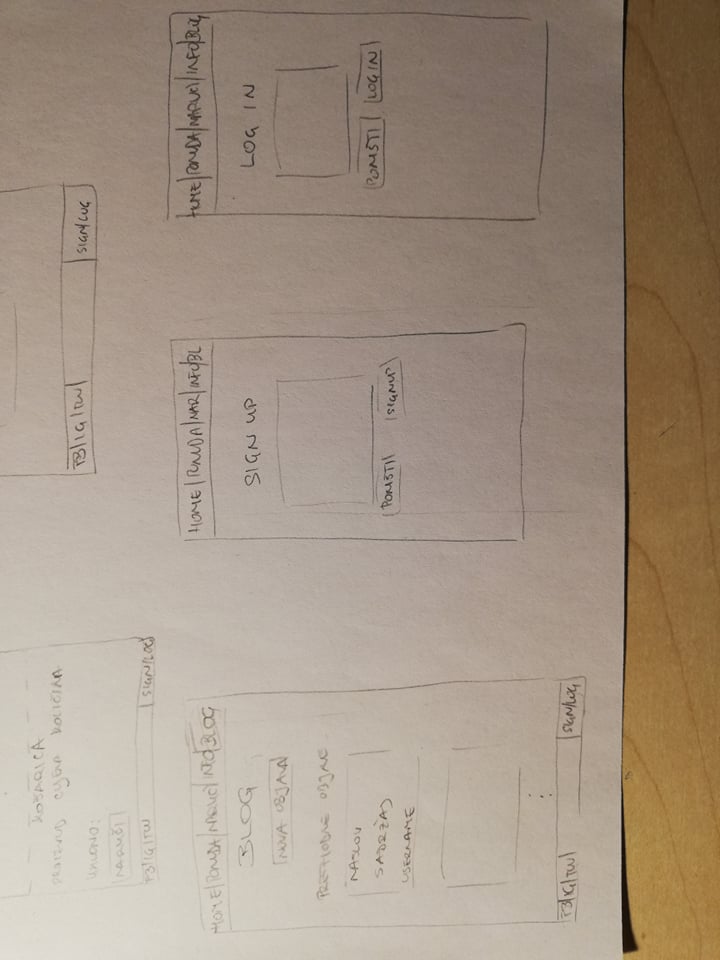 KOŠARICA
PROIZVOD CIJENA KOLIČINA
UKUPNO:
NARUČI
FB/IG/TW SIGN/LOG
FB/IG/TW SIGN/LOG
HOME PONUDA NARUČI INFO BLOG
BLOG
NOVA OBJAVA
PRETHODNE OBJAVE
NASLOV
SADRŽAJ
USERNAME
FB/IG/TW SIGN/LOG
HOME PONUDA NAR INFO BL
SIGN UP
PONIŠTI SIGNUP
HOME PONUDA NARUČI INFO BLOG
LOG IN
PONIŠTI LOGIN